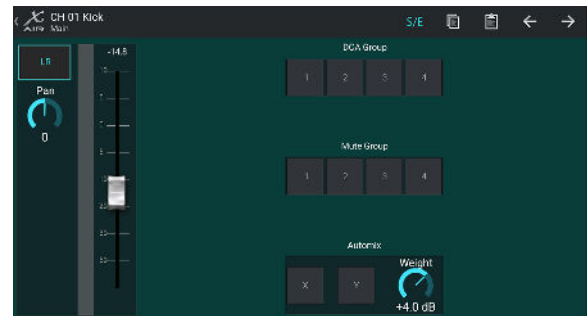 CH 01 Kick
Main
S/E
LR
-14.8
Pan
0
DCA Group
1 2 3 4
Mute Group
1 2 3 4
Automix
X Y
Weight
+4.0 dB